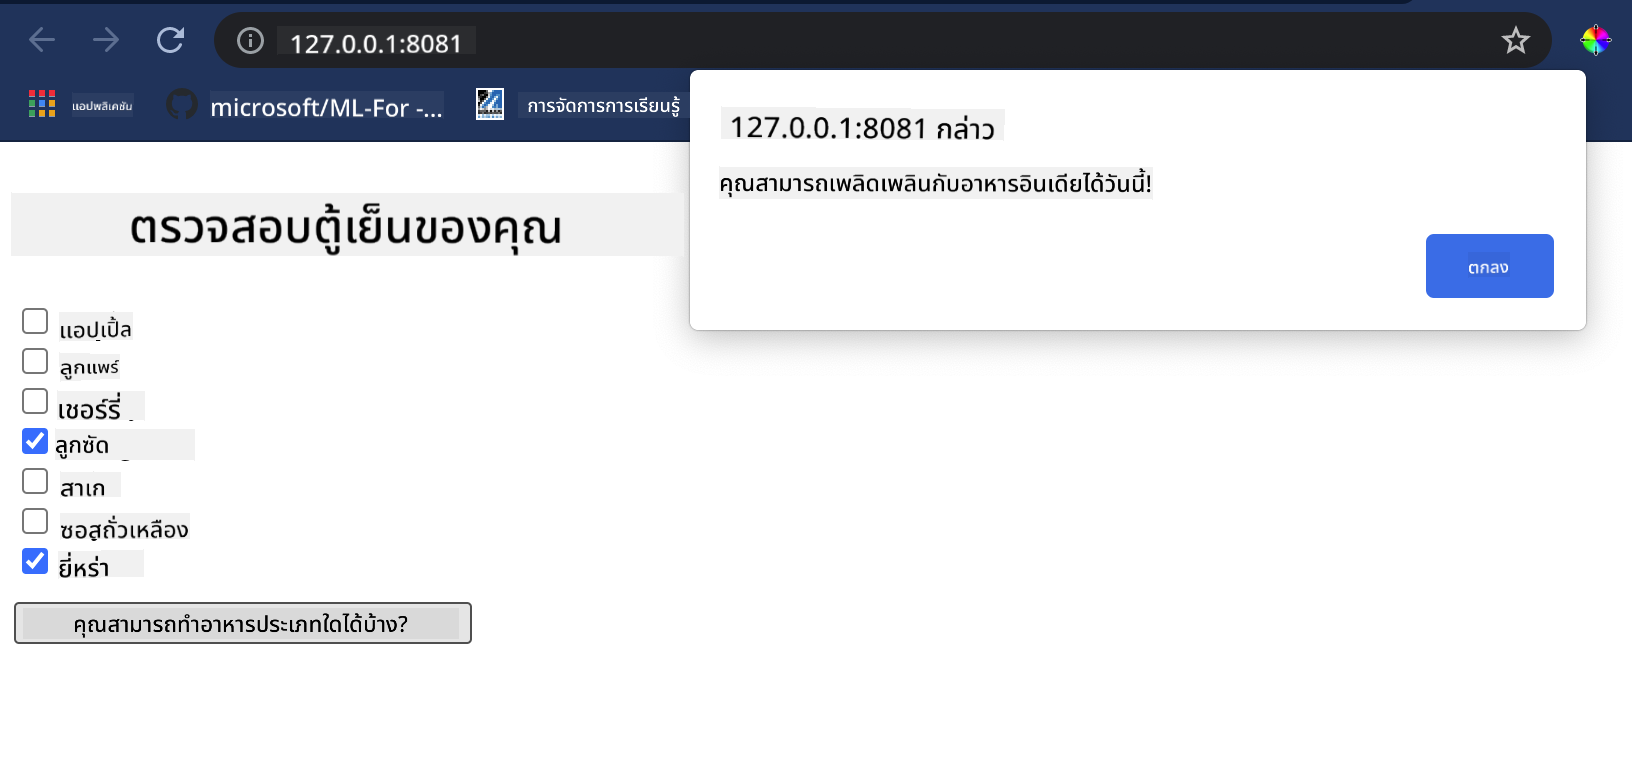 127.0.0.1:8081
แอปพลิเคชัน
microsoft/ML-For -...
การจัดการการเรียนรู้
127.0.0.1:8081 กล่าว
คุณสามารถเพลิดเพลินกับอาหารอินเดียได้วันนี้!
ตกลง
ตรวจสอบตู้เย็นของคุณ
แอปเปิ้ล
ลูกแพร์
เชอร์รี่
ลูกซัด
สาเก
ซอสถั่วเหลือง
ยี่หร่า
คุณสามารถทำอาหารประเภทใดได้บ้าง?